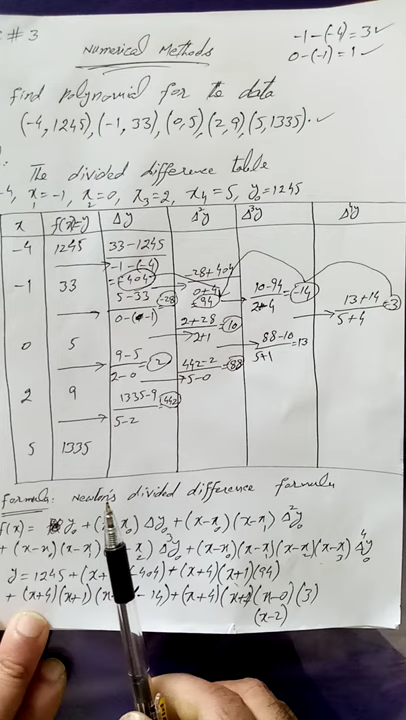 # 3
-1-(-4)=3✓
0-(-1)=1✓
Numerical Methods
find polynomial for the data
(-4,1245),(-1,33),(0,5),(2,9),(5,1335).✓
The divided difference table
-4, x₁=-1, x₂=0, x₃=2, x₄=5, y₀=1245
x f(x)=y Δy Δ²y Δ³y Δ⁴y
-4 1245 33-1245
-1-(-4) -28+404
-1 33 =-404 0+4 10-94 =-14
5-33 =-28 =94 2+4 13+14 =3
0-(-1) 2+28 =10 5+4
0 5 2+1 88-10 =13
9-5 =2 442-2 =88 5+1
2-0 5-0
2 9 1335-9 =442
5-2
5 1335
Formula: Newton's divided difference formula
f(x) = y₀+(x-x₀)Δy₀+(x-x₀)(x-x₁)Δ²y₀
+(x-x₀)(x-x₁)(x-x₂)Δ³y₀+(x-x₀)(x-x₁)(x-x₂)(x-x₃)Δ⁴y₀
y=1245+(x+4)(-404)+(x+4)(x+1)(94)
+(x+4)(x+1)(x-0)(-14)+(x+4)(x+1)(x-0)(3)
(x-2)